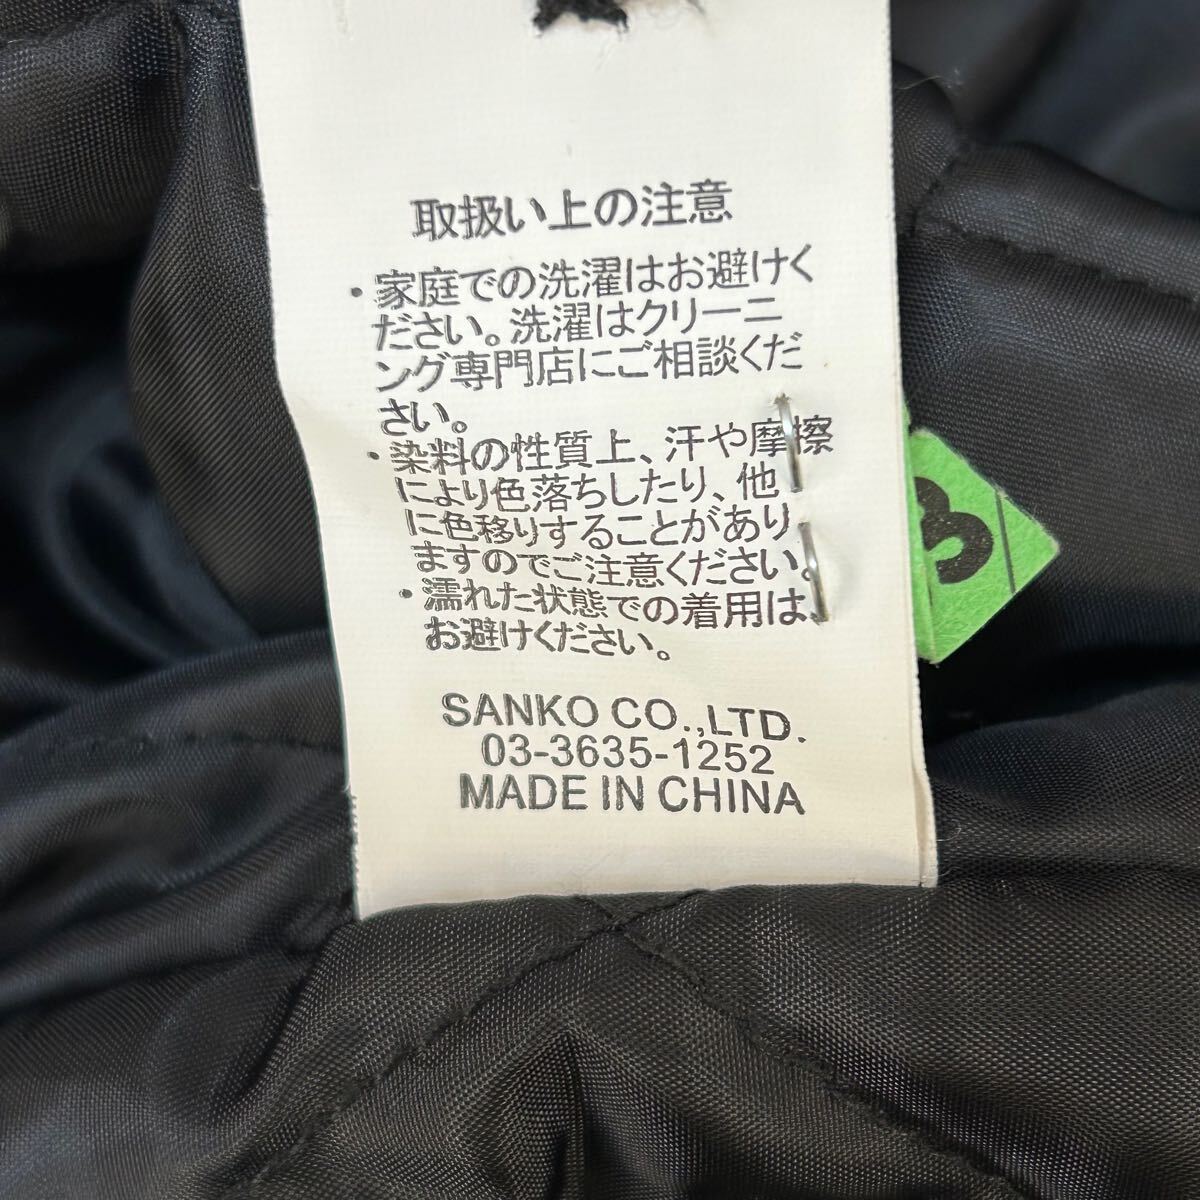 取扱い上の注意
・家庭での洗濯はお避けく
ださい。洗濯はクリーニ
ング専門店にご相談くだ
さい。
・染料の性質上、汗や摩擦
により色落ちしたり、他
に色移りすることがあり
ますのでご注意ください。
・濡れた状態での着用は、
お避けください。
SANKO CO.,LTD.
03-3635-1252
MADE IN CHINA